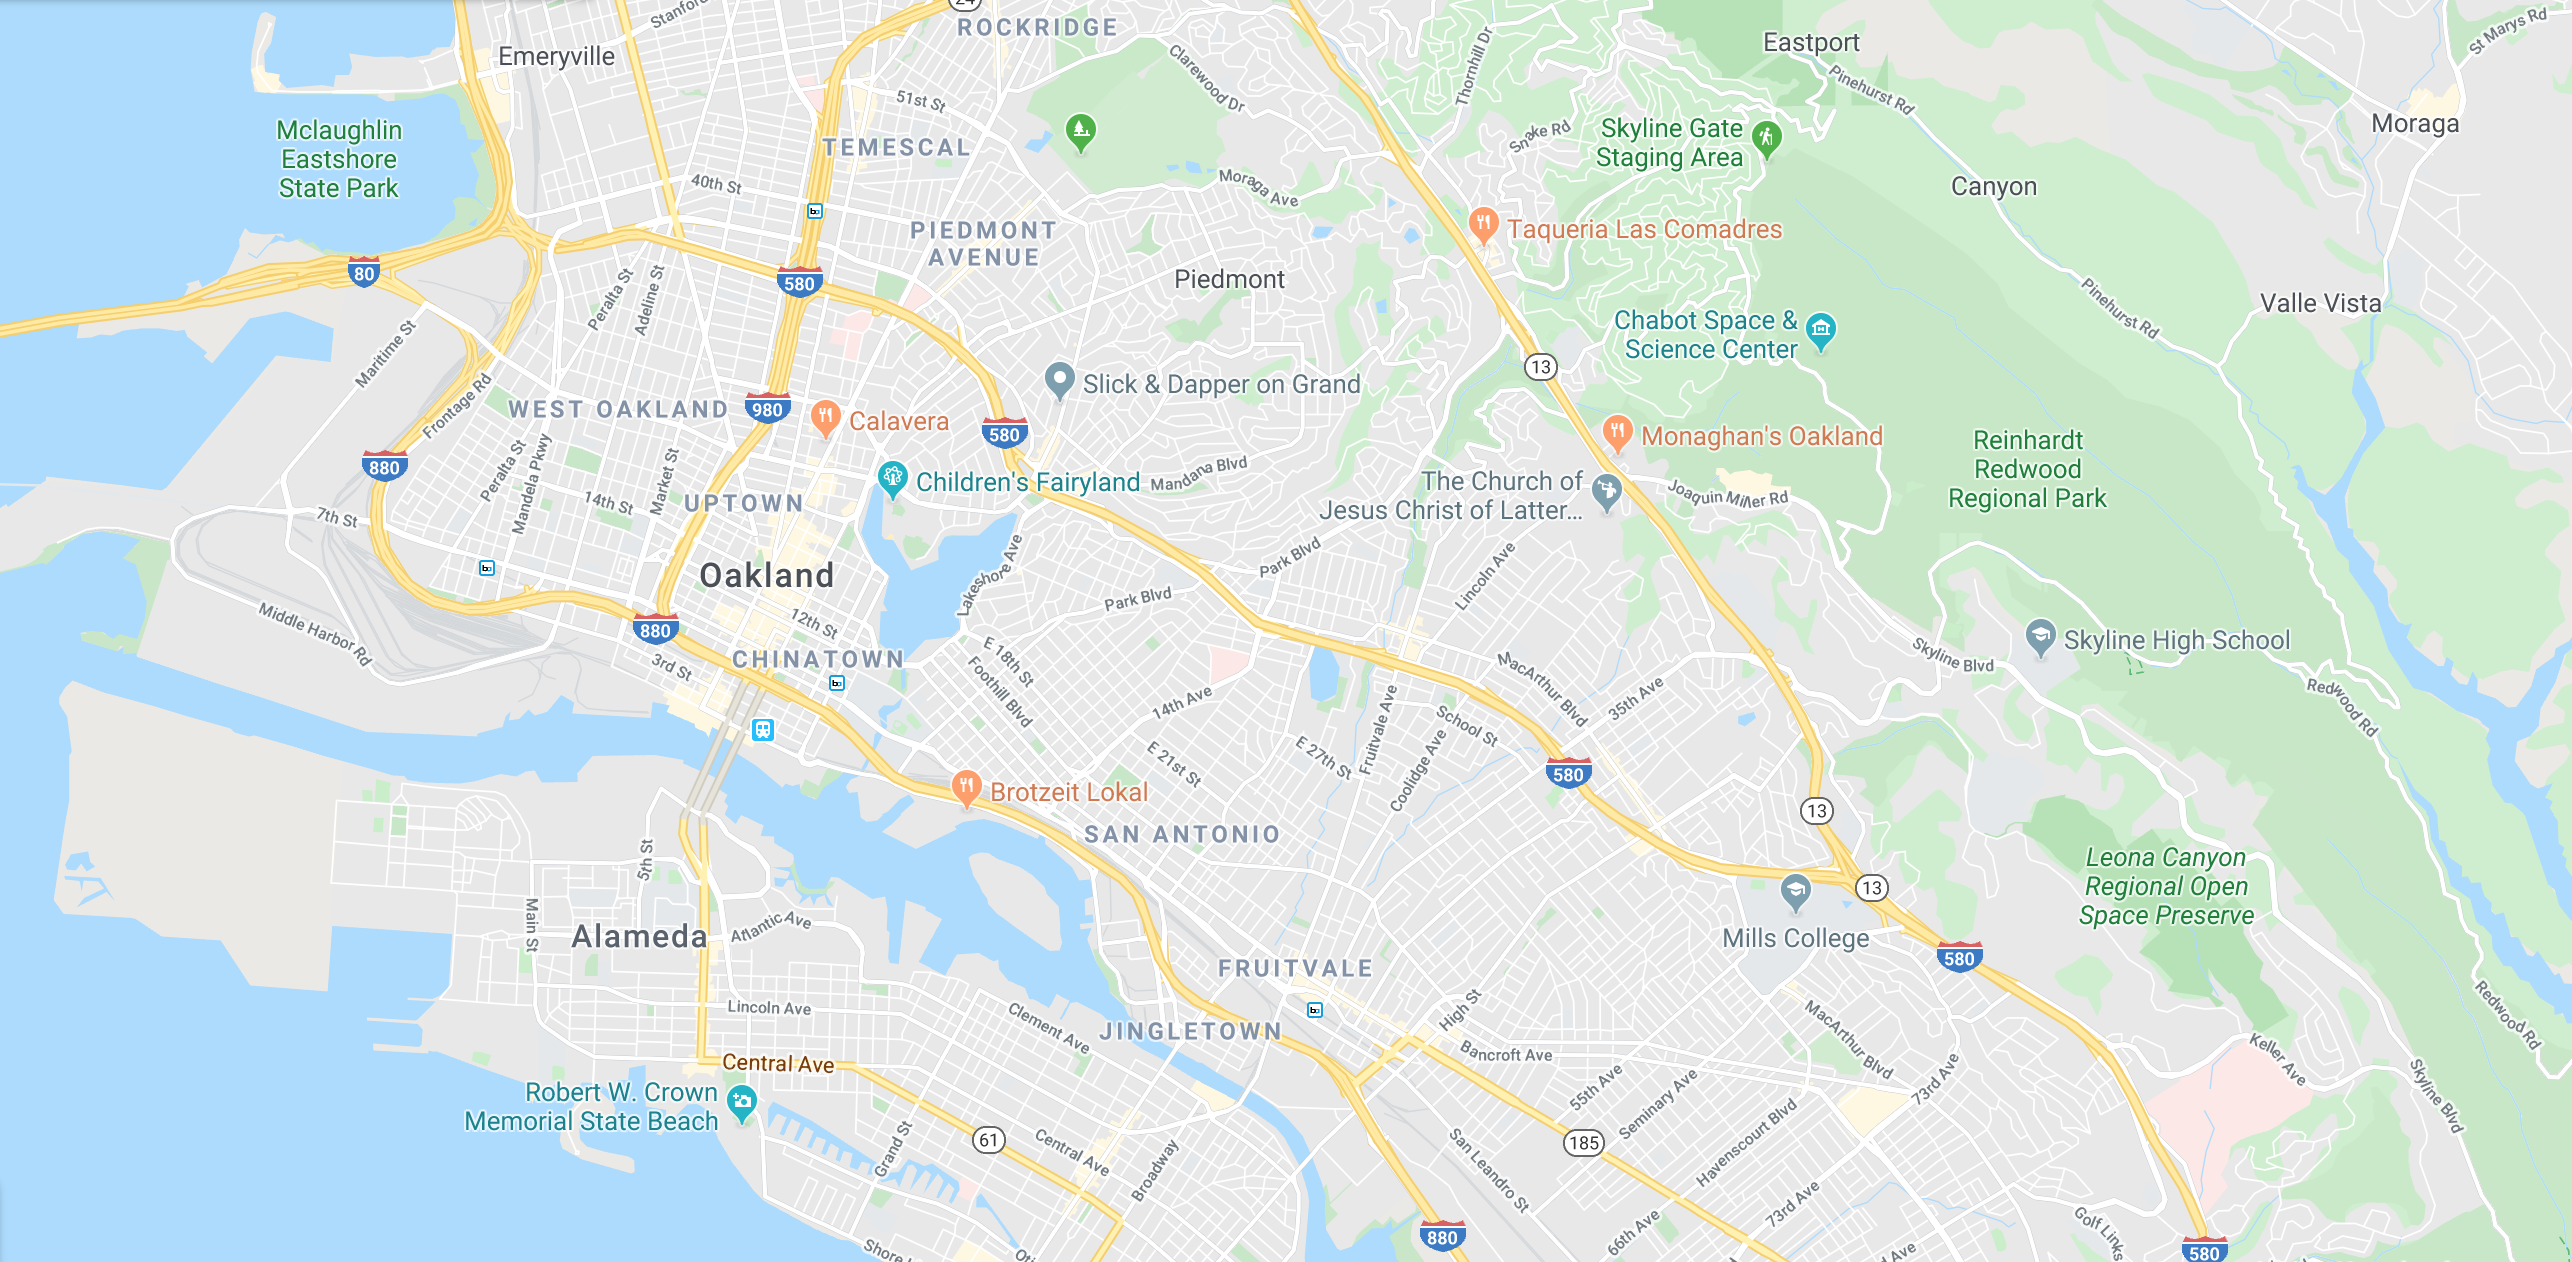 24
ROCKRIDGE
Stanfor
Emeryville
Clarewood Dr
Thornhill Dr
Eastport
Pinehurst Rd
St Marys Rd
51st St
Mclaughlin
Eastshore
State Park
TEMESCAL
Snake Rd
Skyline Gate
Staging Area
Moraga
40th St
Moraga Ave
Canyon
PIEDMONT
AVENUE
Taqueria Las Comadres
80
580
Peralta St
Adeline St
Piedmont
Pinehurst Rd
Valle Vista
Maritime St
Chabot Space &
Science Center
13
Frontage Rd
WEST OAKLAND
980
Calavera
Slick & Dapper on Grand
580
Monaghan's Oakland
Reinhardt
Redwood
Regional Park
880
Peralta St
Mandela Pkwy
Market St
Children's Fairyland
Mandana Blvd
The Church of
Jesus Christ of Latter...
Joaquin Miller Rd
14th St
UPTOWN
7th St
Oakland
Lakeshore Ave
Park Blvd
Park Blvd
Lincoln Ave
Middle Harbor Rd
880
12th St
3rd St
CHINATOWN
E 18th St
Foothill Blvd
14th Ave
MacArthur Blvd
35th Ave
Skyline Blvd
Skyline High School
Redwood Rd
Fruitvale Ave
School St
Coolidge Ave
E 21st St
E 27th St
580
Brotzeit Lokal
SAN ANTONIO
13
5th St
Main St
Alameda
Atlantic Ave
Leona Canyon
Regional Open
Space Preserve
13
Mills College
580
FRUITVALE
Lincoln Ave
Clement Ave
JINGLETOWN
High St
Bancroft Ave
MacArthur Blvd
73rd Ave
Redwood Rd
Keller Ave
Skyline Blvd
Central Ave
Robert W. Crown
Memorial State Beach
55th Ave
Seminary Ave
Havenscourt Blvd
61
Grand St
Central Ave
Broadway
185
San Leandro St
73rd Ave
66th Ave
Golf Links
Shore
Oti
880
d Ave
580